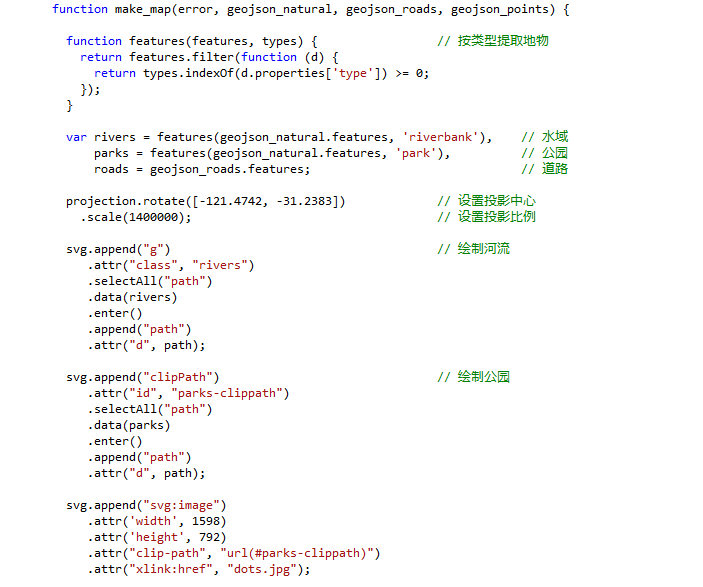 function make_map(error, geojson_natural, geojson_roads, geojson_points) {
function features(features, types) { // 按类型提取地物
return features.filter(function (d) {
return types.indexOf(d.properties['type']) >= 0;
});
}
var rivers = features(geojson_natural.features, 'riverbank'), // 水域
parks = features(geojson_natural.features, 'park'), // 公园
roads = geojson_roads.features; // 道路
projection.rotate([-121.4742, -31.2383]) // 设置投影中心
.scale(1400000); // 设置投影比例
svg.append("g") // 绘制河流
.attr("class", "rivers")
.selectAll("path")
.data(rivers)
.enter()
.append("path")
.attr("d", path);
svg.append("clipPath") // 绘制公园
.attr("id", "parks-clippath")
.selectAll("path")
.data(parks)
.enter()
.append("path")
.attr("d", path);
svg.append("svg:image")
.attr('width', 1598)
.attr('height', 792)
.attr("clip-path", "url(#parks-clippath)")
.attr("xlink:href", "dots.jpg");